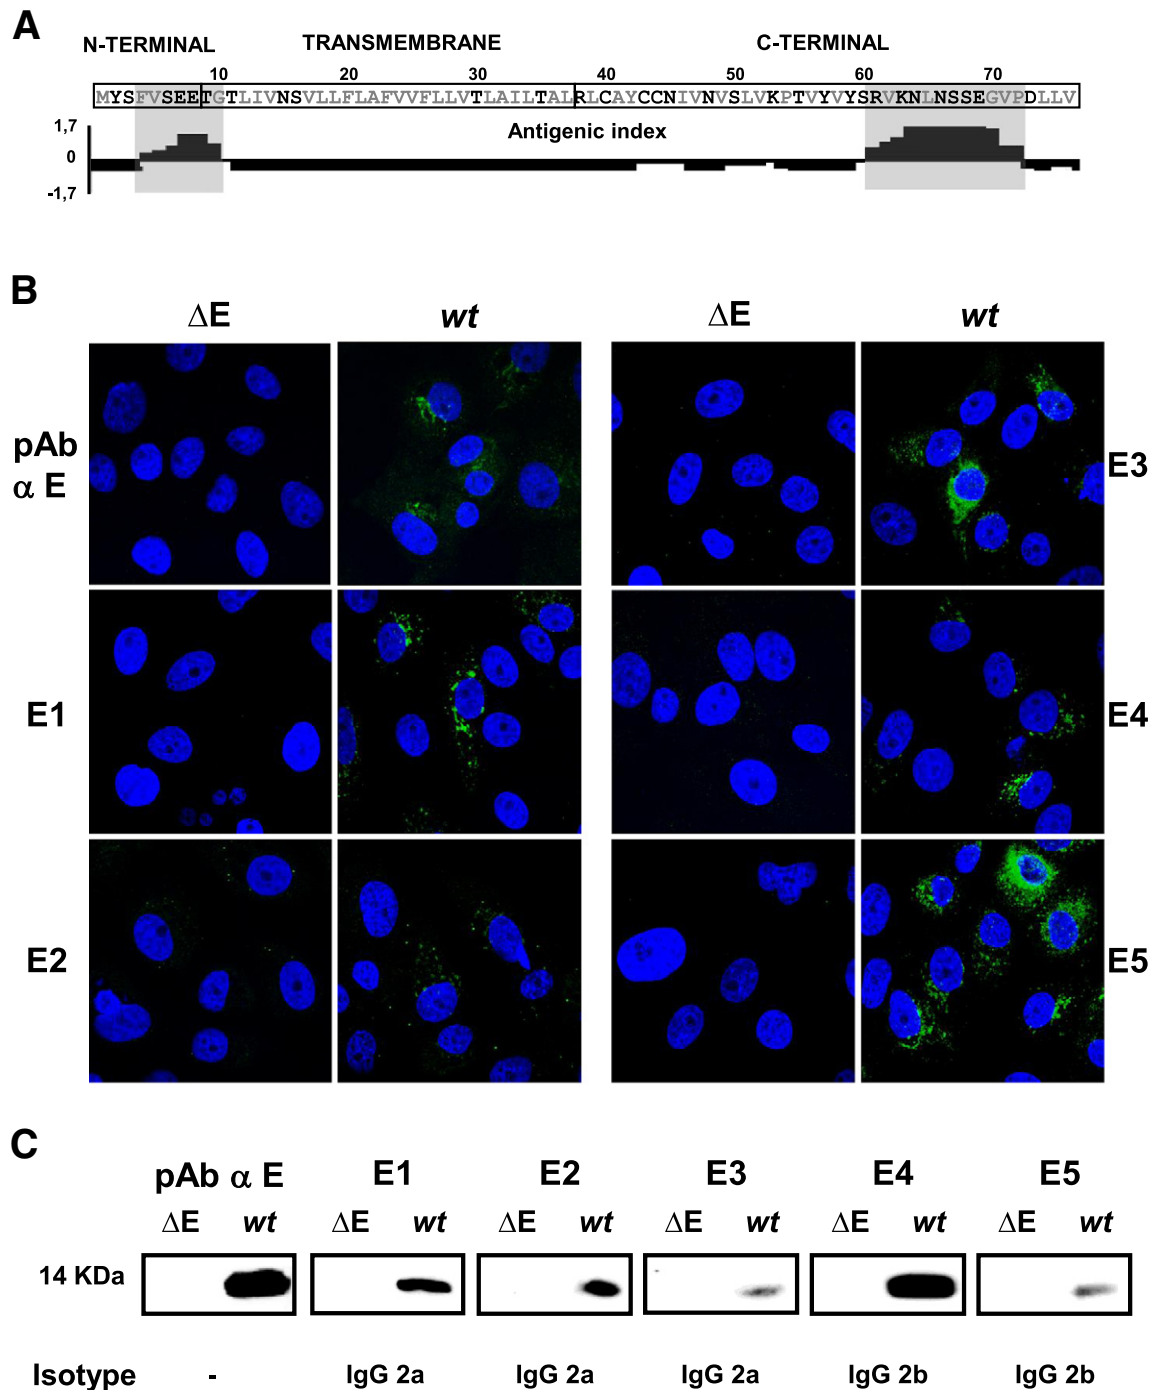 A
N-TERMINAL TRANSMEMBRANE C-TERMINAL
10 20 30 40 50 60 70
MYSFVSEETGTLIVNSVLLFLAFVVFLLVTLAILTALRLCAYCCNIVNVSLVKPTVYVYSRVKNLNSSEGVPDLLV
1,7
0
-1,7
Antigenic index
B
ΔE wt ΔE wt
pAb
α E
E3
E1
E4
E2
E5
C
pAb α E E1 E2 E3 E4 E5
ΔE wt ΔE wt ΔE wt ΔE wt ΔE wt ΔE wt
14 KDa
Isotype - IgG 2a IgG 2a IgG 2a IgG 2b IgG 2b